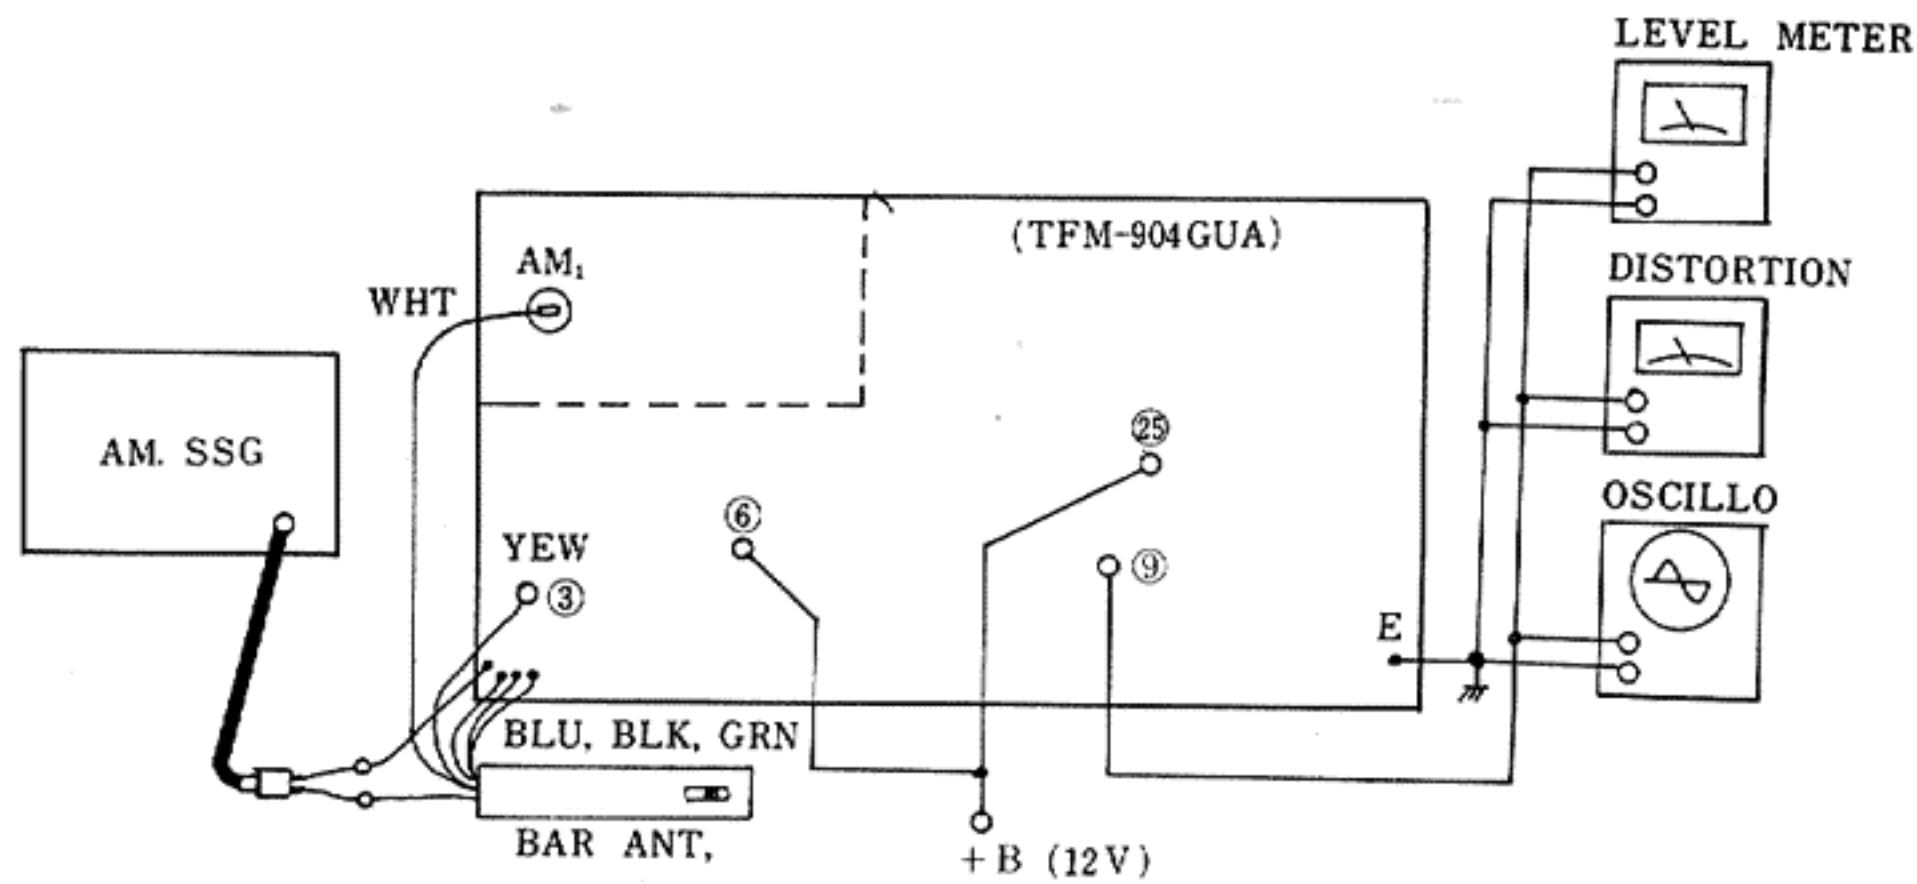 LEVEL METER
(TFM-904GUA)
AM₁
WHT
DISTORTION
AM. SSG
㉕
⑥
OSCILLO
YEW
③
⑨
E
BLU, BLK, GRN
BAR ANT,
+B (12V)